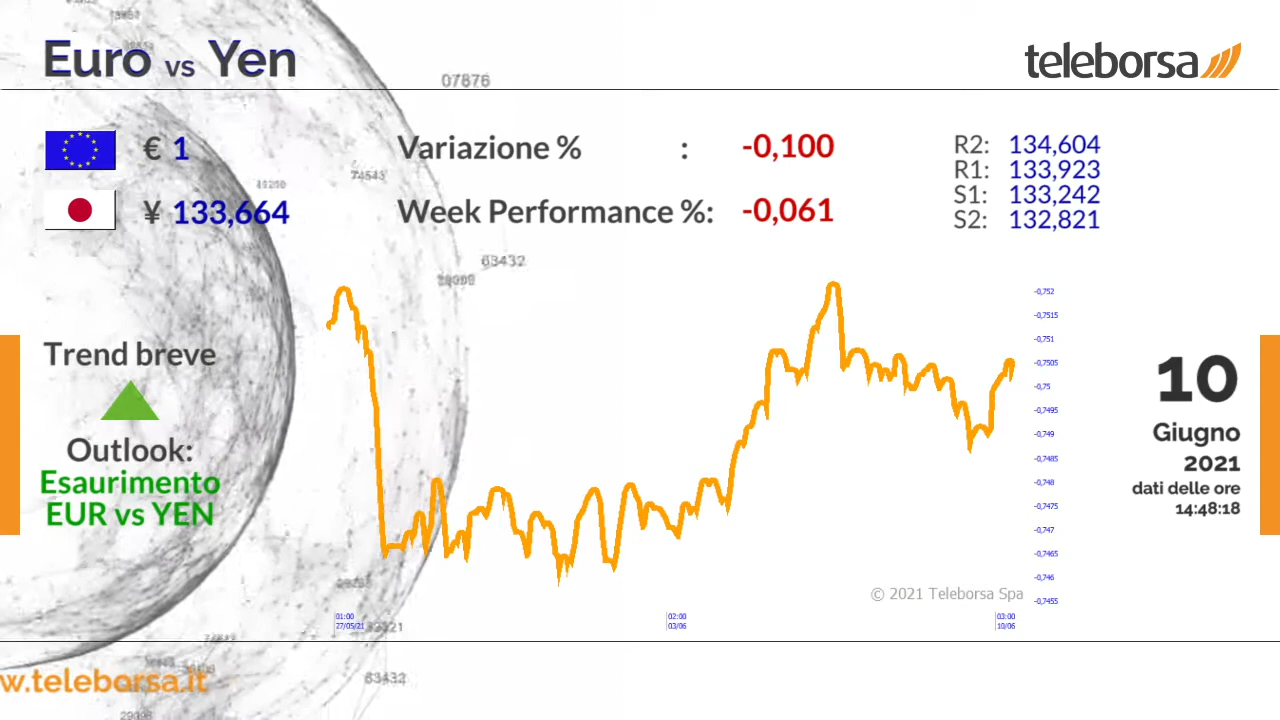 Euro vs Yen
teleborsa
07876
€ 1
Variazione % : -0,100
R2: 134,604
R1: 133,923
S1: 133,242
S2: 132,821
74543
¥ 133,664
Week Performance %: -0,061
63432
Trend breve
Outlook:
Esaurimento
EUR vs YEN
-0,752
-0,7515
-0,751
-0,7505
-0,75
-0,7495
-0,749
-0,7485
-0,748
-0,7475
-0,747
-0,7465
-0,746
-0,7455
10
Giugno
2021
dati delle ore
14:48:18
© 2021 Teleborsa Spa
01:00
27/05/21
02:00
03/06
03:00
10/06
w.teleborsa.it
63432